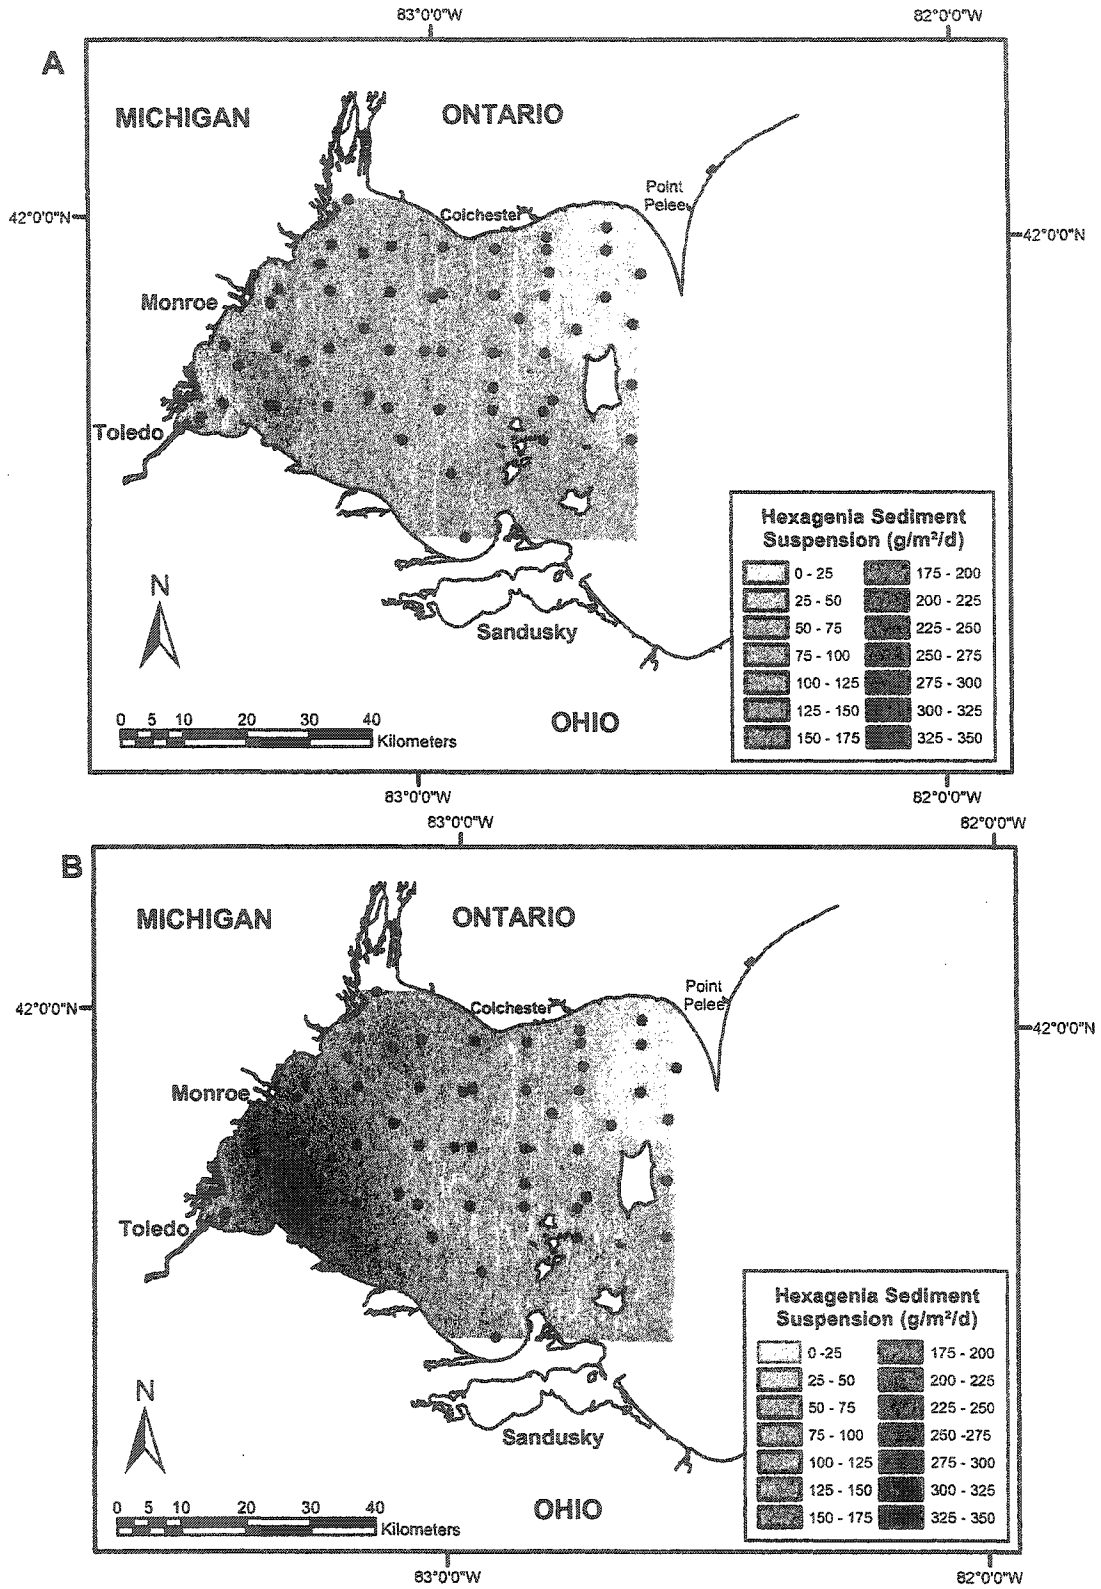 83°0'0"W 82°0'0"W
A
MICHIGAN ONTARIO
Point
Pelee
42°0'0"N
Colchester
42°0'0"N
Monroe
Toledo
Hexagenia Sediment
Suspension (g/m²/d)
0 - 25 175 - 200
25 - 50 200 - 225
50 - 75 225 - 250
75 - 100 250 - 275
100 - 125 275 - 300
125 - 150 300 - 325
150 - 175 325 - 350
N
Sandusky
OHIO
0 5 10 20 30 40
Kilometers
83°0'0"W 82°0'0"W
83°0'0"W 82°0'0"W
B
MICHIGAN ONTARIO
Point
Pelee
42°0'0"N
Colchester
42°0'0"N
Monroe
Toledo
Hexagenia Sediment
Suspension (g/m²/d)
0 -25 175 - 200
25 - 50 200 - 225
50 - 75 225 - 250
75 - 100 250 -275
100 - 125 275 - 300
125 - 150 300 - 325
150 - 175 325 - 350
N
Sandusky
OHIO
0 5 10 20 30 40
Kilometers
83°0'0"W 82°0'0"W